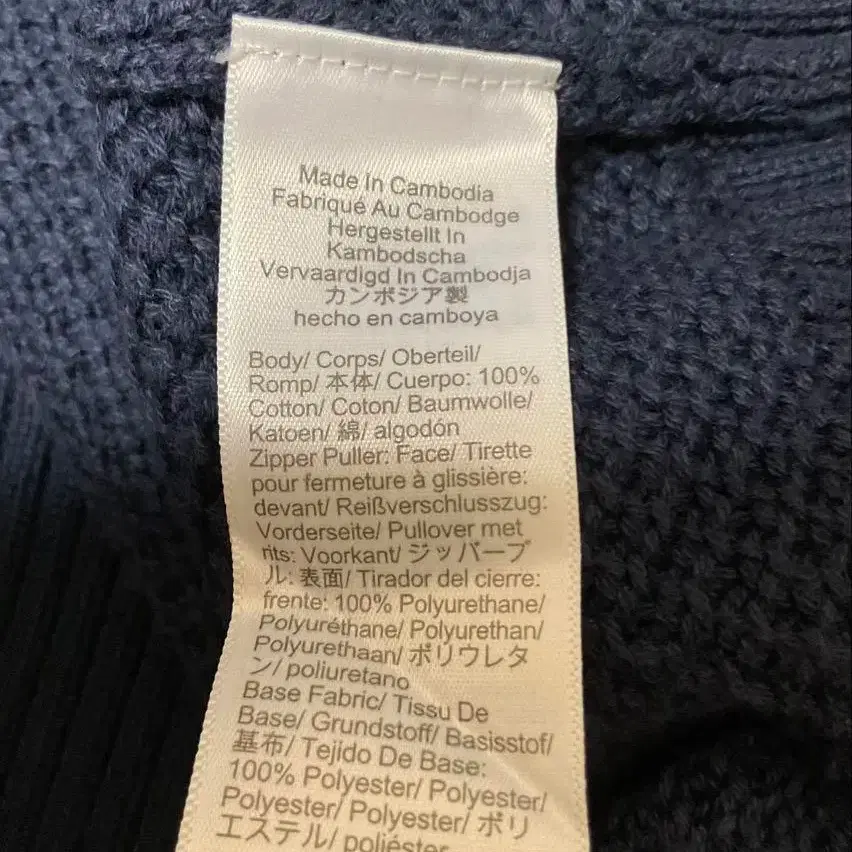 Made In Cambodia
Fabriqué Au Cambodge
Hergestellt In
Kambodscha
Vervaardigd In Cambodja
カンボジア製
hecho en camboya
Body/ Corps/ Oberteil/
Romp/ 本体/ Cuerpo: 100%
Cotton/ Coton/ Baumwolle/
Katoen/ 綿/ algodón
Zipper Puller: Face/ Tirette
pour fermeture à glissière:
devant/ Reißverschlusszug:
Vorderseite/ Pullover met
rits: Voorkant/ ジッパープ
ル: 表面/ Tirador del cierre:
frente: 100% Polyurethane/
Polyuréthane/ Polyurethan/
Polyurethaan/ ポリウレタ
ン/ poliuretano
Base Fabric/ Tissu De
Base/ Grundstoff/ Basisstof/
基布/ Tejido De Base:
100% Polyester/ Polyester/
Polyester/ Polyester/ ポリ
エステル/ poliéster